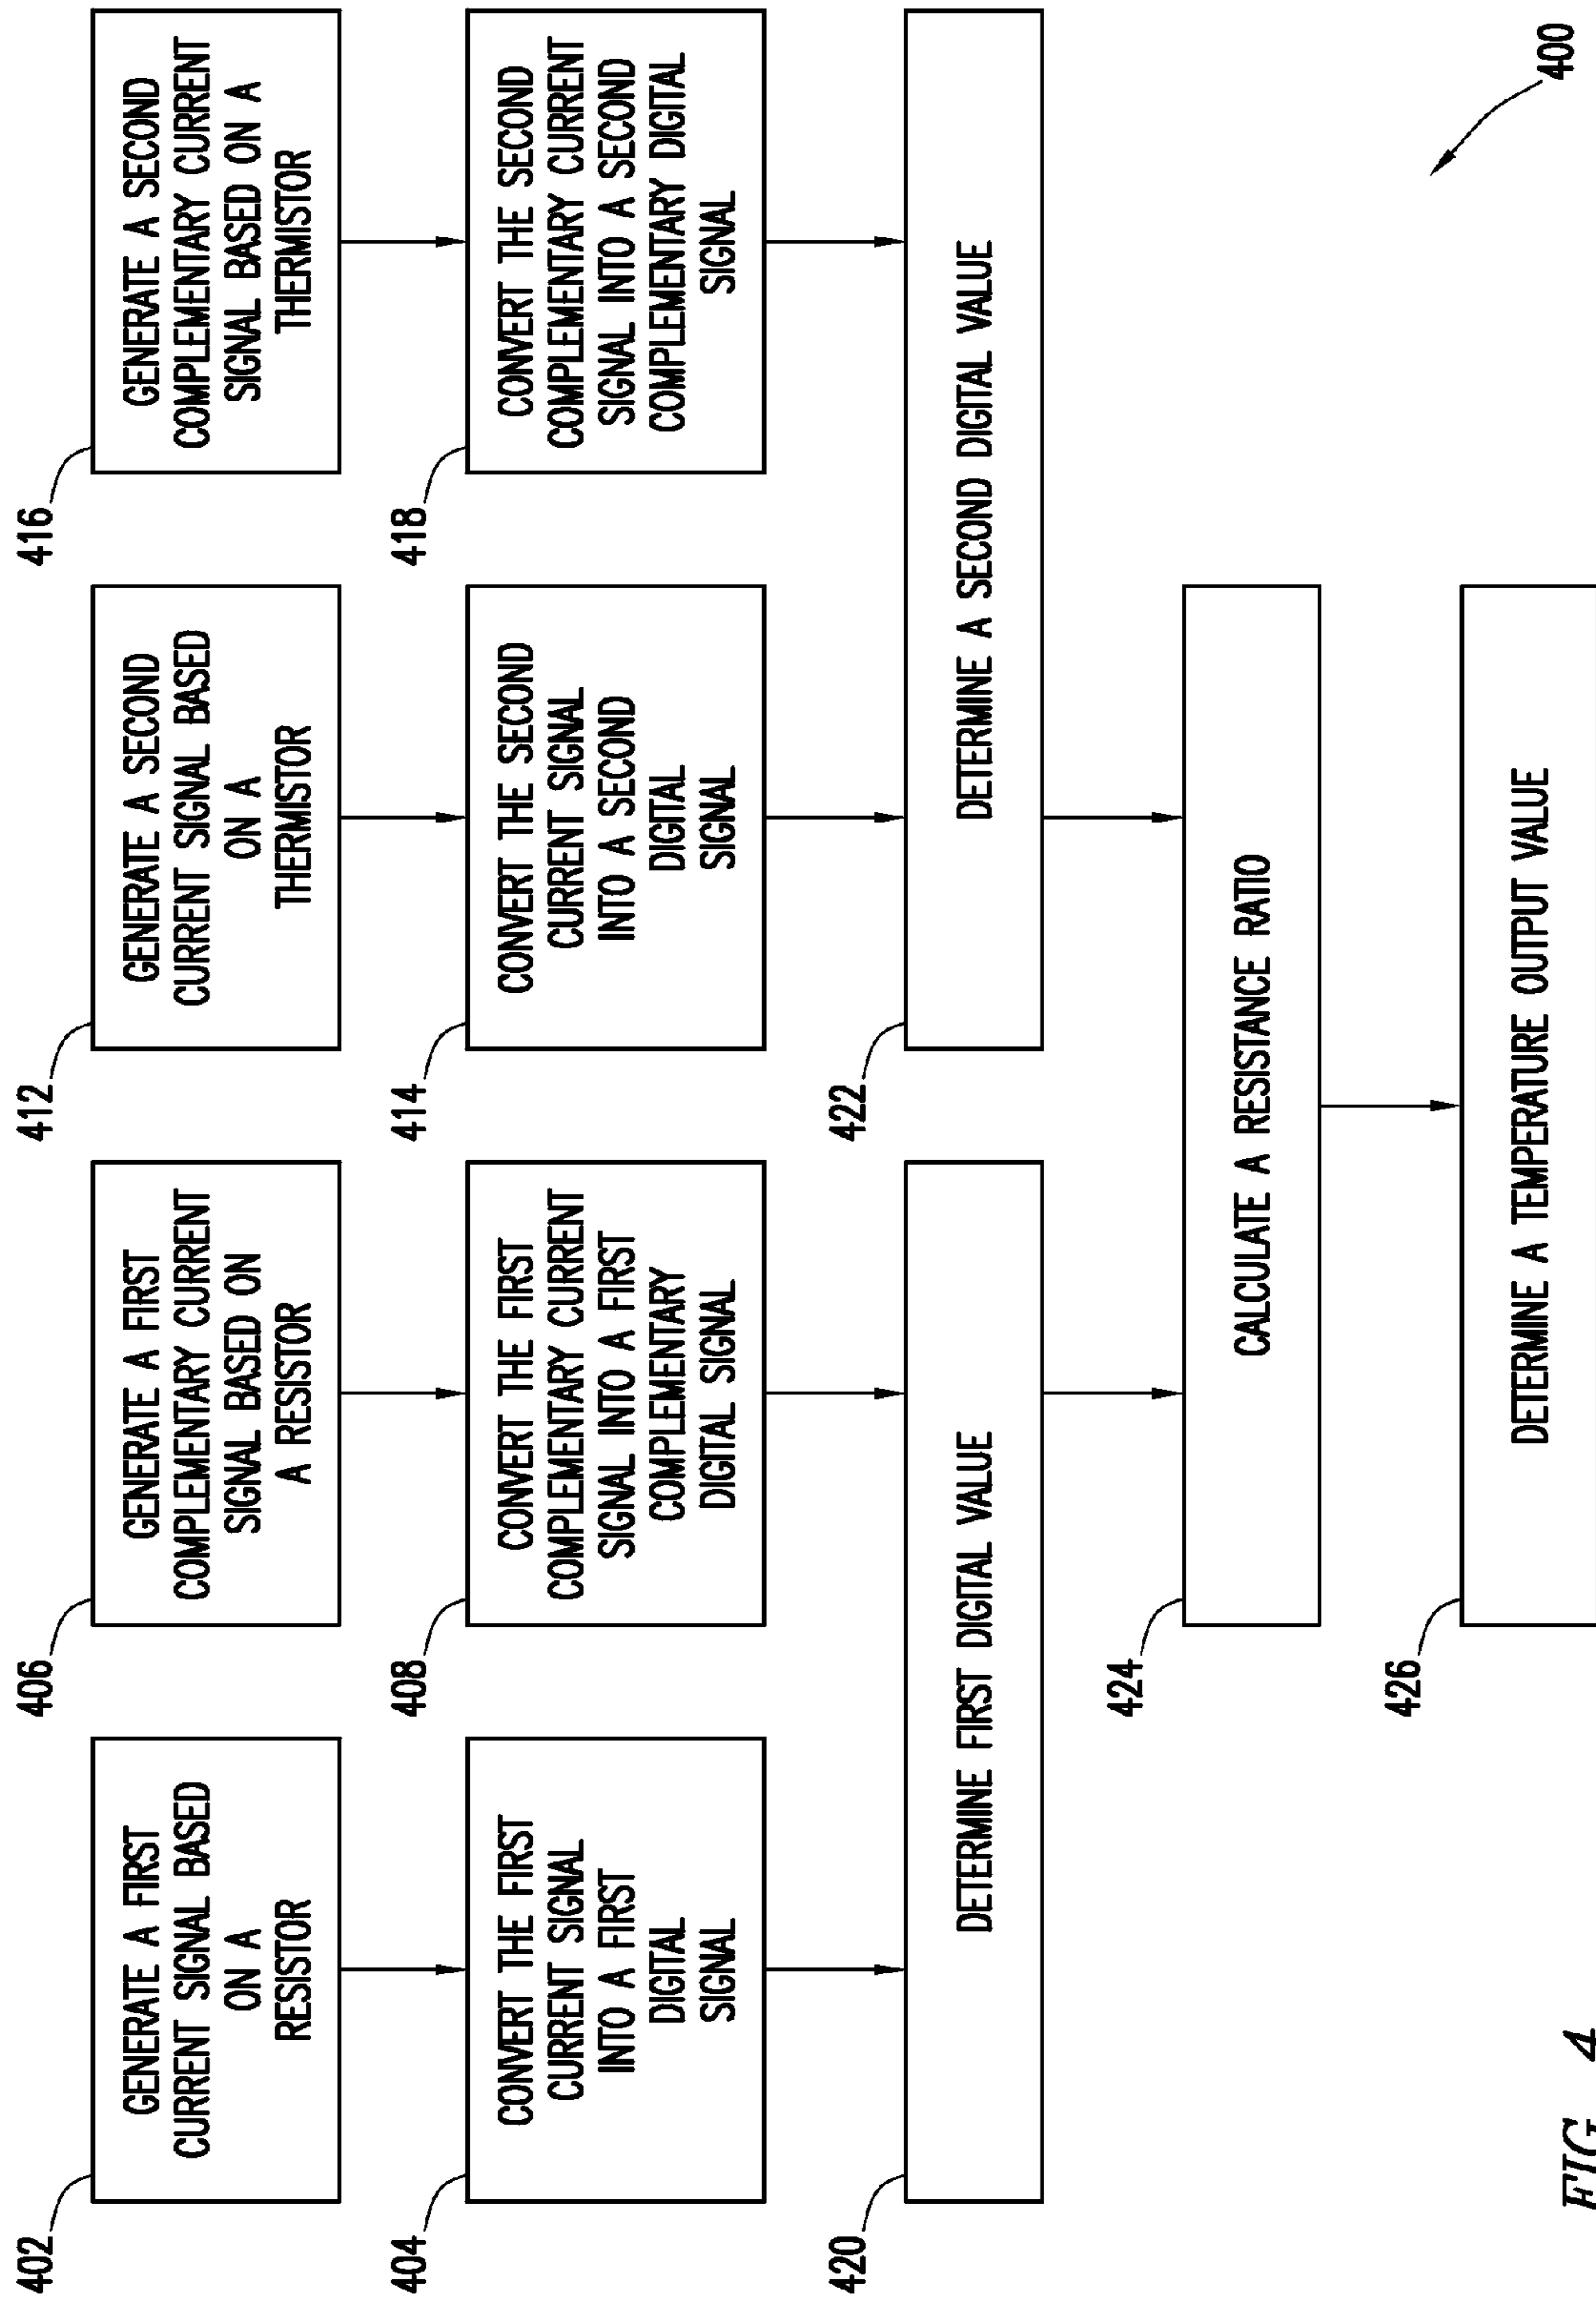 402
GENERATE A FIRST
CURRENT SIGNAL BASED
ON A
RESISTOR
406
GENERATE A FIRST
COMPLEMENTARY CURRENT
SIGNAL BASED ON
A RESISTOR
412
GENERATE A SECOND
CURRENT SIGNAL BASED
ON A
THERMISTOR
416
GENERATE A SECOND
COMPLEMENTARY CURRENT
SIGNAL BASED ON A
THERMISTOR
404
CONVERT THE FIRST
CURRENT SIGNAL
INTO A FIRST
DIGITAL
SIGNAL
408
CONVERT THE FIRST
COMPLEMENTARY CURRENT
SIGNAL INTO A FIRST
COMPLEMENTARY
DIGITAL SIGNAL
414
CONVERT THE SECOND
CURRENT SIGNAL
INTO A SECOND
DIGITAL
SIGNAL
418
CONVERT THE SECOND
COMPLEMENTARY CURRENT
SIGNAL INTO A SECOND
COMPLEMENTARY DIGITAL
SIGNAL
420
DETERMINE FIRST DIGITAL VALUE
422
DETERMINE A SECOND DIGITAL VALUE
424
CALCULATE A RESISTANCE RATIO
426
DETERMINE A TEMPERATURE OUTPUT VALUE
400
FIG. 4